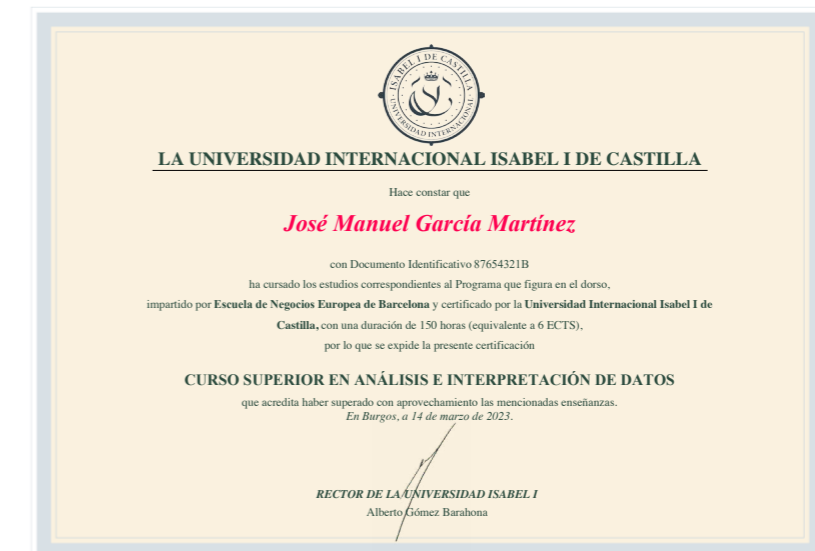 ISABEL I DE CASTILLA
UNIVERSIDAD INTERNACIONAL
LA UNIVERSIDAD INTERNACIONAL ISABEL I DE CASTILLA
Hace constar que
José Manuel García Martínez
con Documento Identificativo 87654321B
ha cursado los estudios correspondientes al Programa que figura en el dorso,
impartido por Escuela de Negocios Europea de Barcelona y certificado por la Universidad Internacional Isabel I de
Castilla, con una duración de 150 horas (equivalente a 6 ECTS),
por lo que se expide la presente certificación
CURSO SUPERIOR EN ANÁLISIS E INTERPRETACIÓN DE DATOS
que acredita haber superado con aprovechamiento las mencionadas enseñanzas.
En Burgos, a 14 de marzo de 2023.
RECTOR DE LA UNIVERSIDAD ISABEL I
Alberto Gómez Barahona